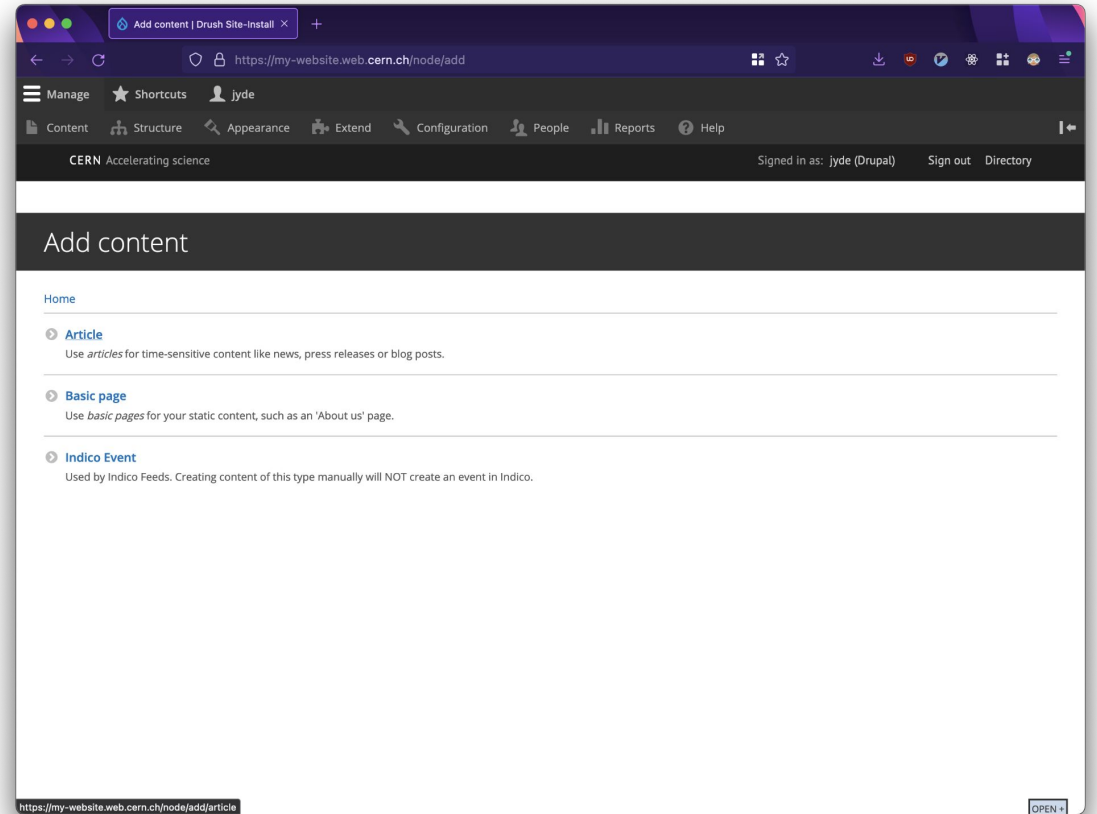 Add content | Drush Site-Install
https://my-website.web.cern.ch/node/add
Manage Shortcuts jyde
Content Structure Appearance Extend Configuration People Reports Help
CERN Accelerating science Signed in as: jyde (Drupal) Sign out Directory
Add content
Home
Article
Use articles for time-sensitive content like news, press releases or blog posts.
Basic page
Use basic pages for your static content, such as an 'About us' page.
Indico Event
Used by Indico Feeds. Creating content of this type manually will NOT create an event in Indico.
https://my-website.web.cern.ch/node/add/article OPEN +